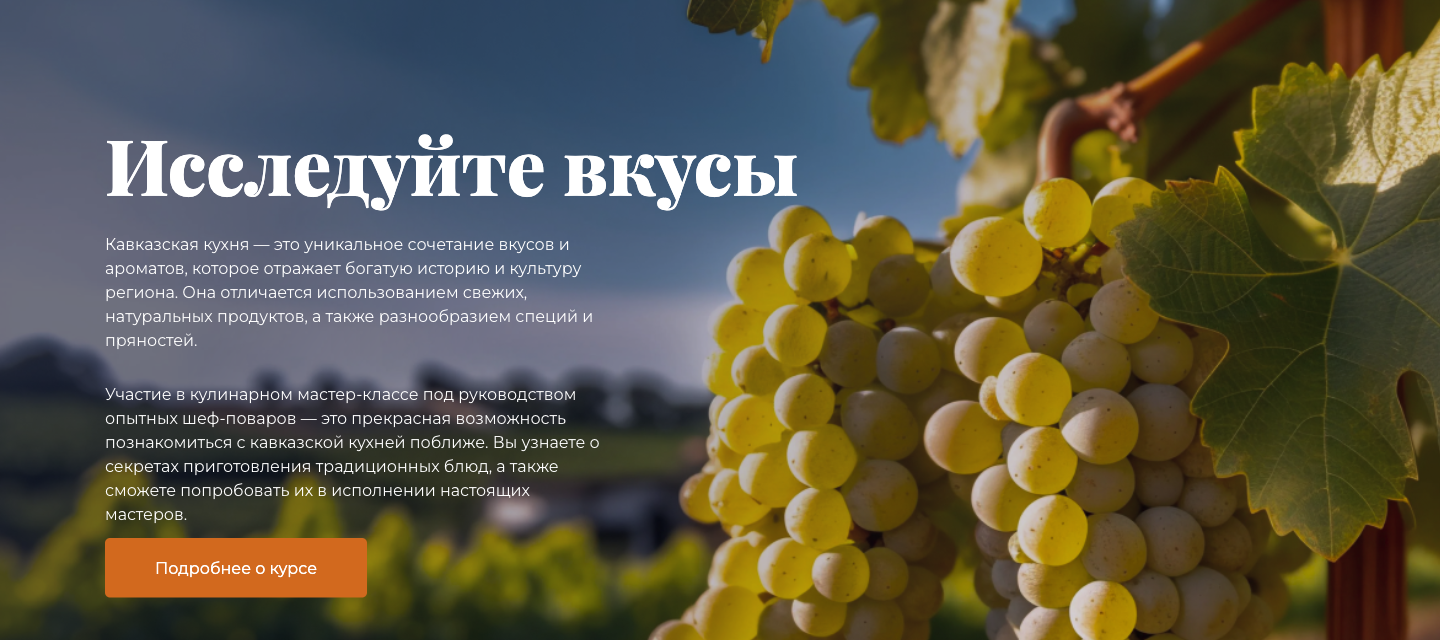 Исследуйте вкусы
Кавказская кухня — это уникальное сочетание вкусов и
ароматов, которое отражает богатую историю и культуру
региона. Она отличается использованием свежих,
натуральных продуктов, а также разнообразием специй и
пряностей.
Участие в кулинарном мастер-классе под руководством
опытных шеф-поваров — это прекрасная возможность
познакомиться с кавказской кухней поближе. Вы узнаете о
секретах приготовления традиционных блюд, а также
сможете попробовать их в исполнении настоящих
мастеров.
Подробнее о курсе